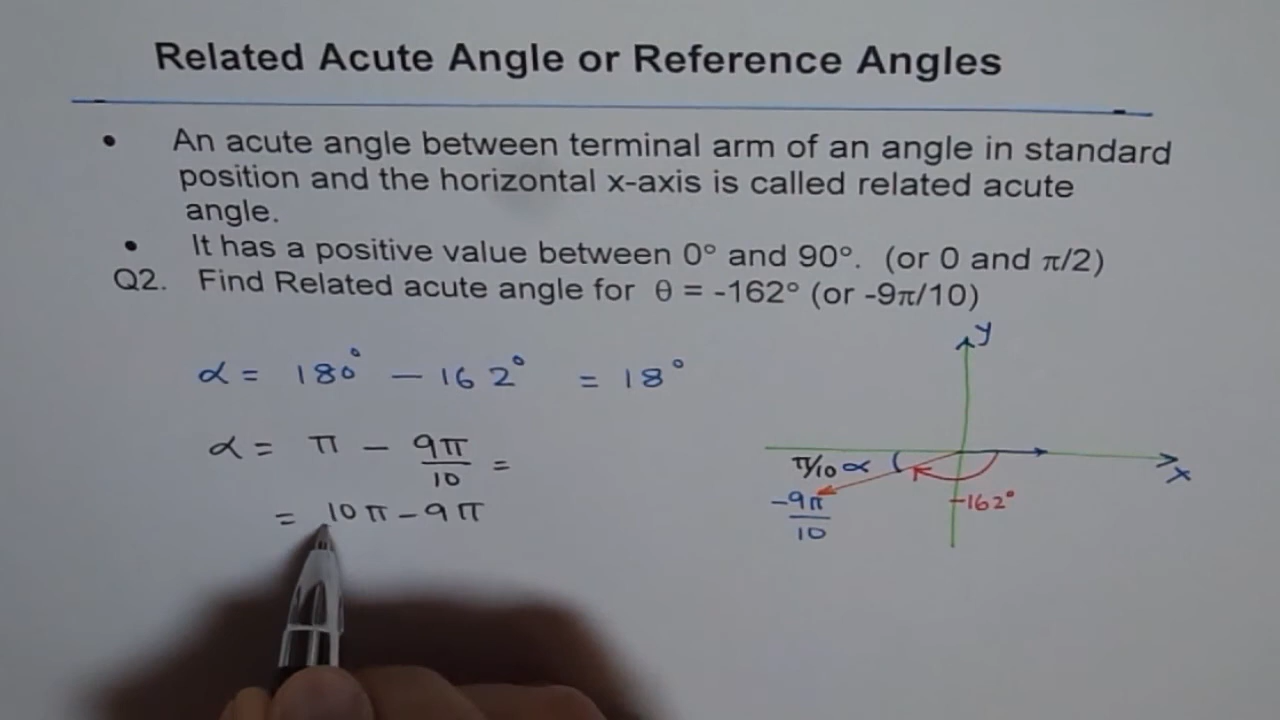 Related Acute Angle or Reference Angles
• An acute angle between terminal arm of an angle in standard
position and the horizontal x-axis is called related acute
angle.
• It has a positive value between 0° and 90°. (or 0 and π/2)
Q2. Find Related acute angle for θ = -162° (or -9π/10)
α = 180° - 162° = 18°
α = π - 9π/10 =
= 10π - 9π
y
x
π/10 α
-9π/10
-162°